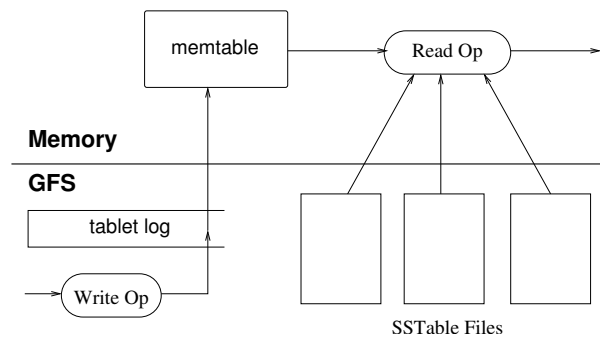 memtable
Read Op
Memory
GFS
tablet log
Write Op
SSTable Files